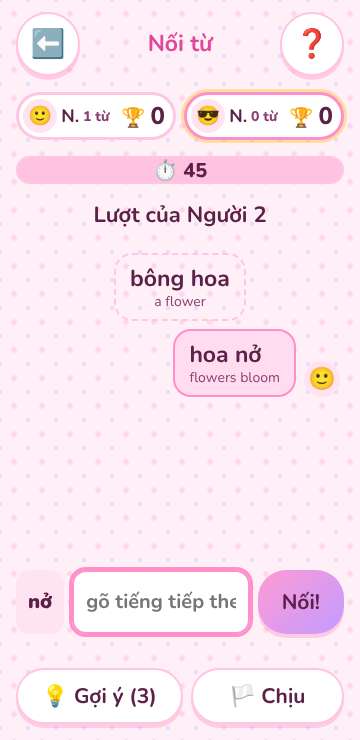 Nối từ
N. 1 từ 0
N. 0 từ 0
45
Lượt của Người 2
bông hoa
a flower
hoa nở
flowers bloom
nở
gõ tiếng tiếp the
Nối!
Gợi ý (3)
Chịu